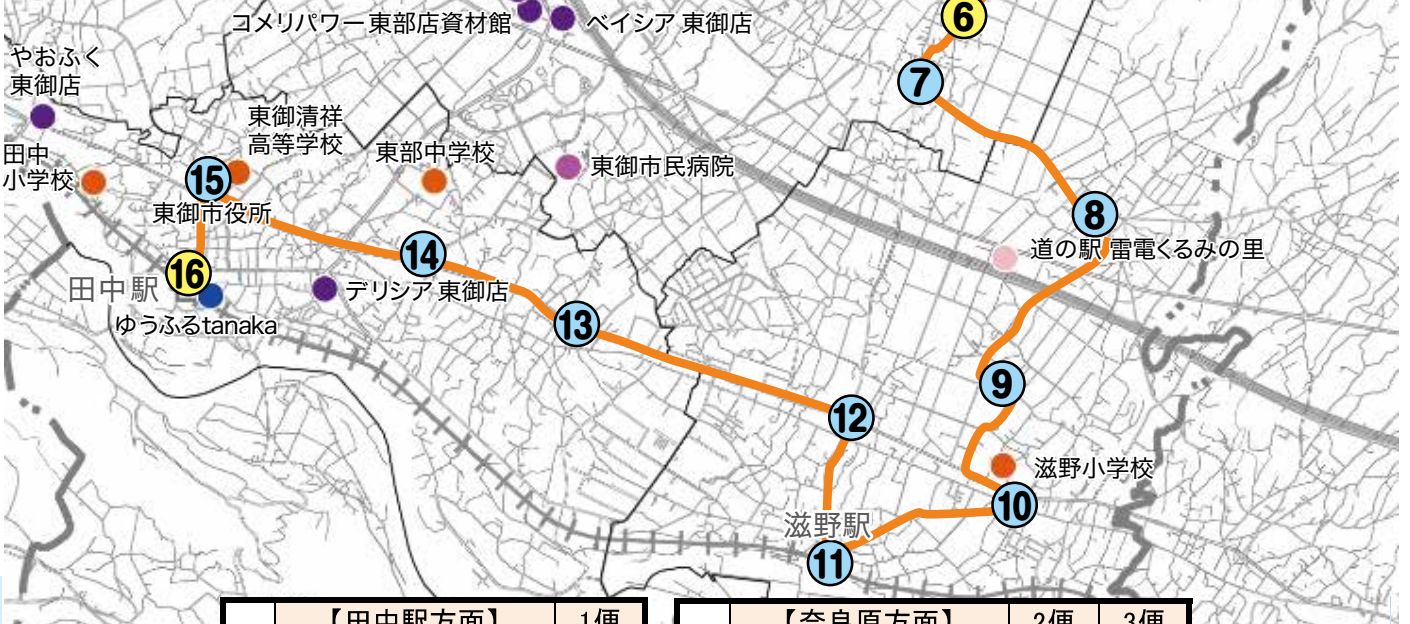 コメリパワー東部店資材館
ベイシア 東御店
6
7
やおふく
東御店
東御清祥
高等学校
東部中学校
東御市民病院
田中
小学校
15
東御市役所
8
道の駅 雷電くるみの里
14
16
田中駅
デリシア 東御店
ゆうふるtanaka
13
9
12
滋野小学校
10
滋野駅
11
【田中駅方面】 1便
【奈良原方面】 2便 3便